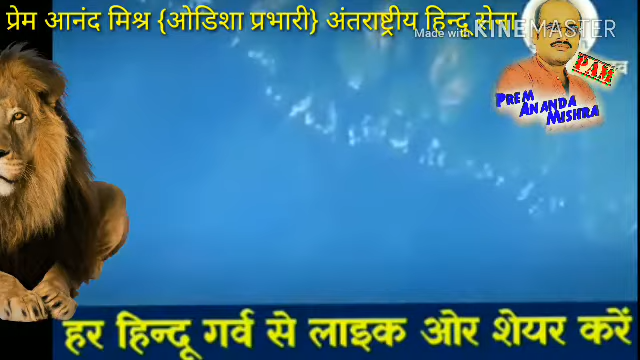 प्रेम आनंद मिश्र {ओडिशा प्रभारी} अंतराष्ट्रीय हिन्दू सेना
Made with KINEMASTER
PAM
PREM
ANANDA
MISHRA
हर हिन्दू गर्व से लाइक ओर शेयर करें